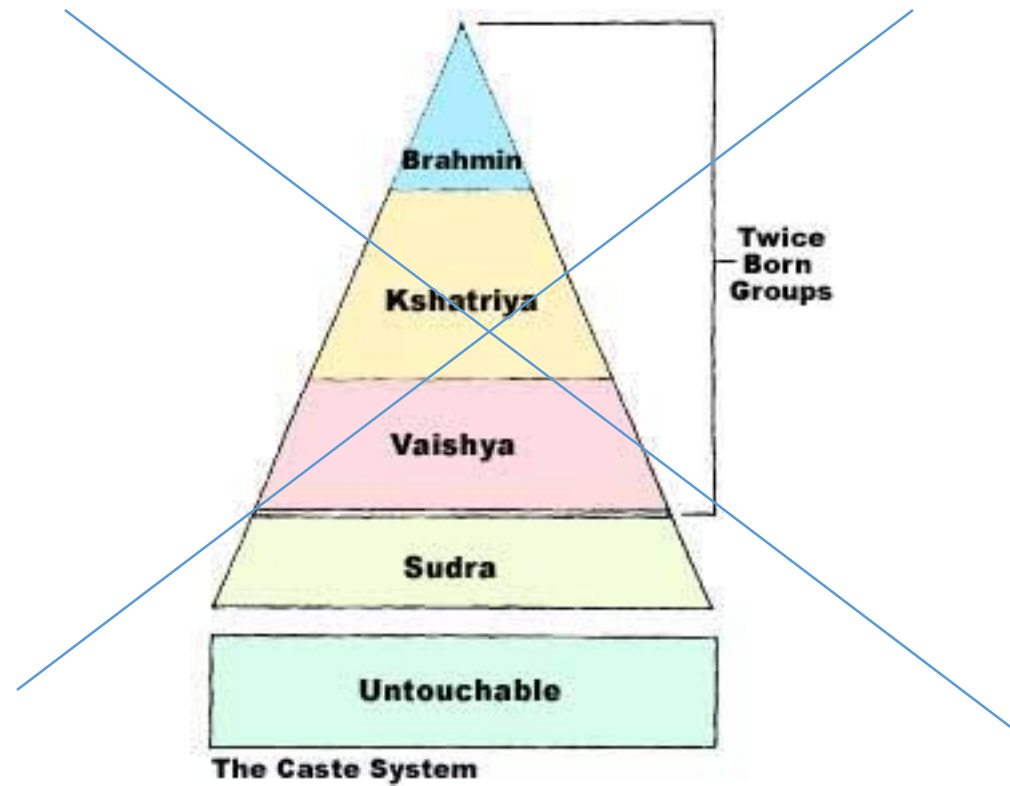 Brahmin
Kshatriya
Twice
Born
Groups
Vaishya
Sudra
Untouchable
The Caste System